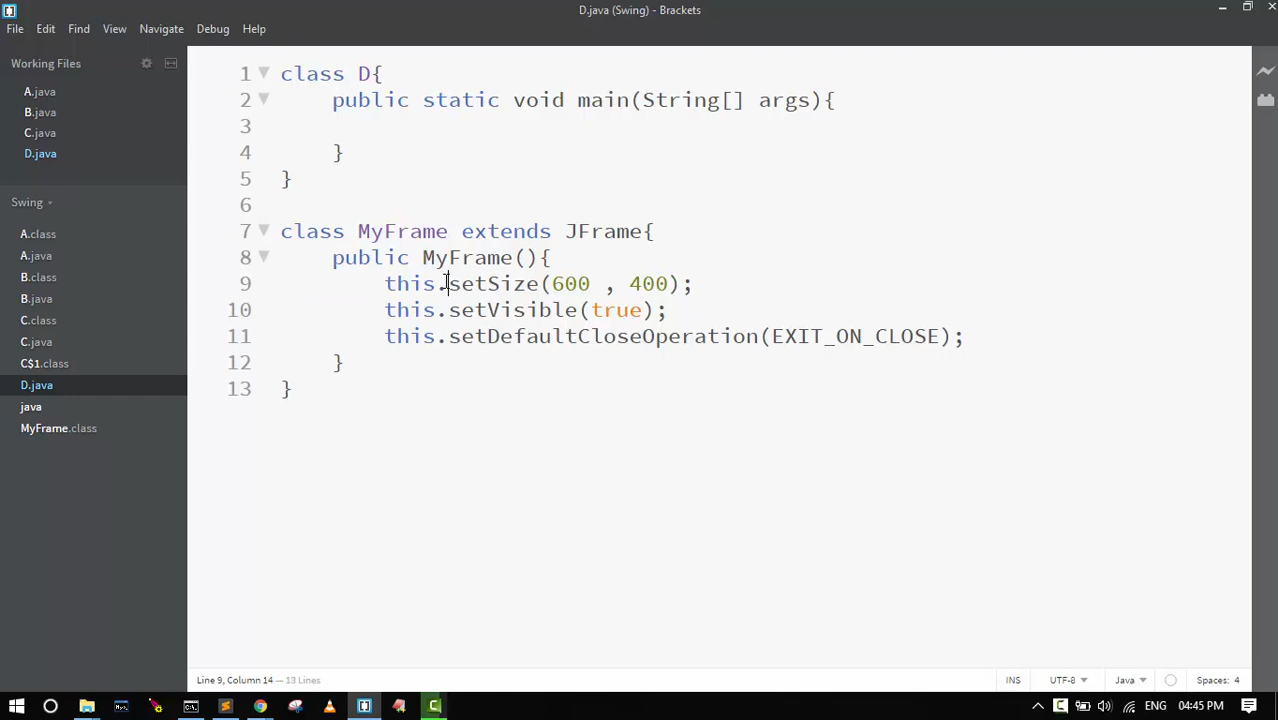 D.java (Swing) - Brackets
File Edit Find View Navigate Debug Help
Working Files
A.java
B.java
C.java
D.java
Swing
A.class
A.java
B.class
B.java
C.class
C.java
C$1.class
D.java
java
MyFrame.class
1 class D{
2 public static void main(String[] args){
3
4 }
5 }
6
7 class MyFrame extends JFrame{
8 public MyFrame(){
9 this.setSize(600 , 400);
10 this.setVisible(true);
11 this.setDefaultCloseOperation(EXIT_ON_CLOSE);
12 }
13 }
Line 9, Column 14 — 13 Lines
INS UTF-8 Java Spaces: 4
ENG 04:45 PM